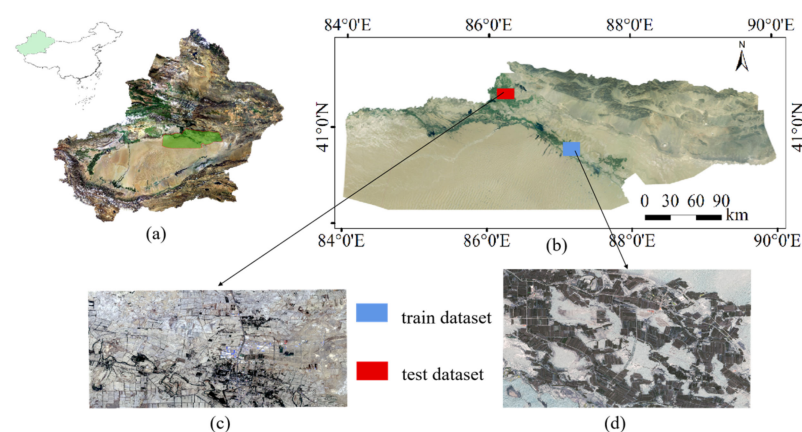 84°0'E 86°0'E 88°0'E 90°0'E
N
41°0'N 41°0'N
0 30 60 90
km
(a) (b)
84°0'E 86°0'E 88°0'E 90°0'E
train dataset
test dataset
(c) (d)